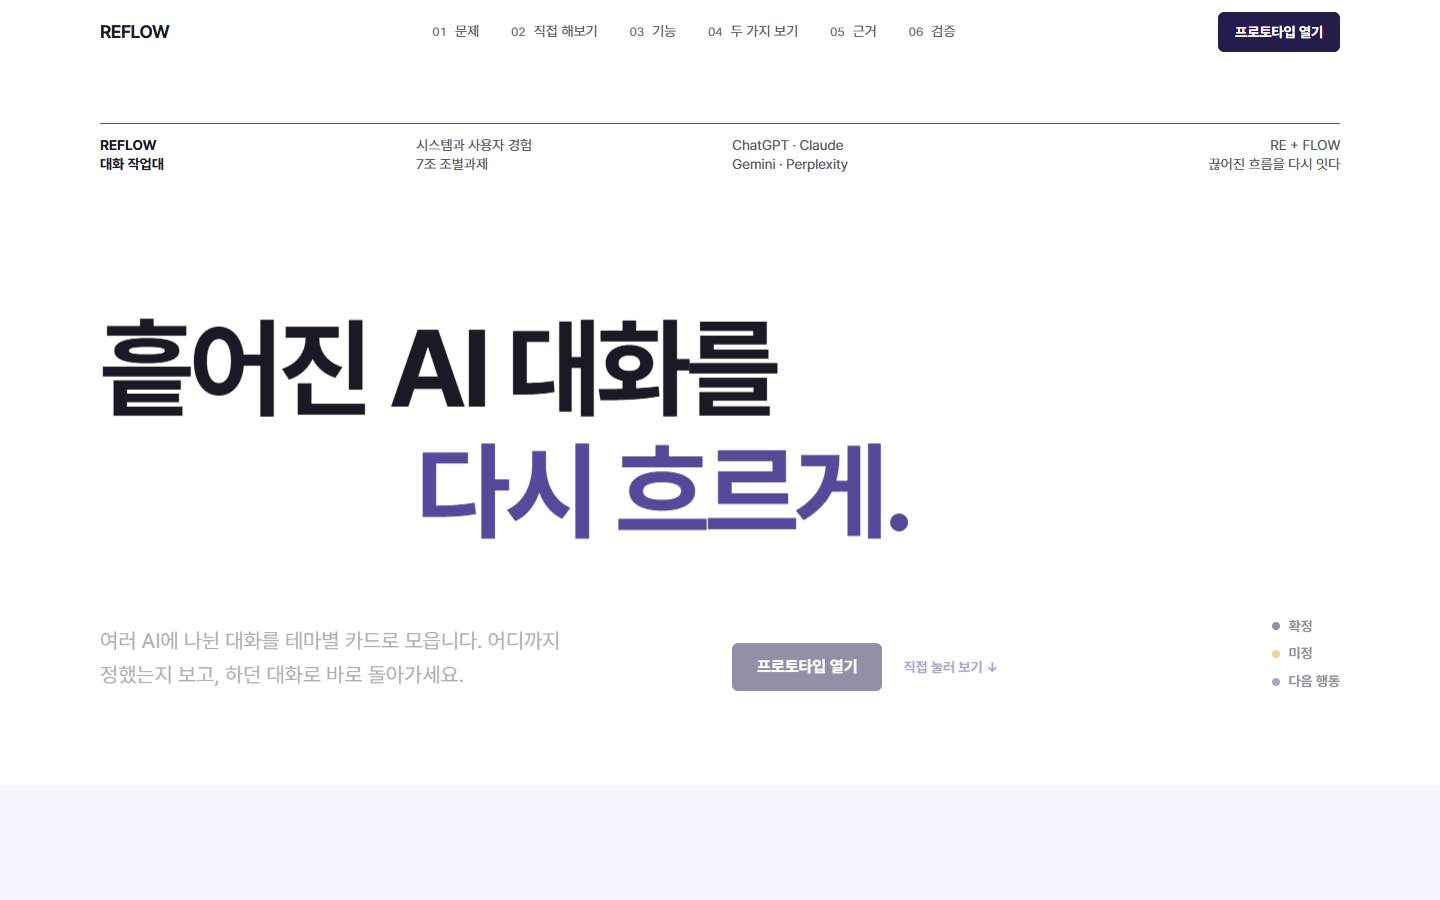 REFLOW
01 문제
02 직접 해보기
03 기능
04 두 가지 보기
05 근거
06 검증
프로토타입 열기
REFLOW
대화 작업대
시스템과 사용자 경험
7조 조별과제
ChatGPT · Claude
Gemini · Perplexity
RE + FLOW
끊어진 흐름을 다시 잇다
흩어진 AI 대화를
다시 흐르게.
여러 AI에 나뉜 대화를 테마별 카드로 모읍니다. 어디까지
정했는지 보고, 하던 대화로 바로 돌아가세요.
프로토타입 열기
직접 눌러 보기 ↓
확정
미정
다음 행동